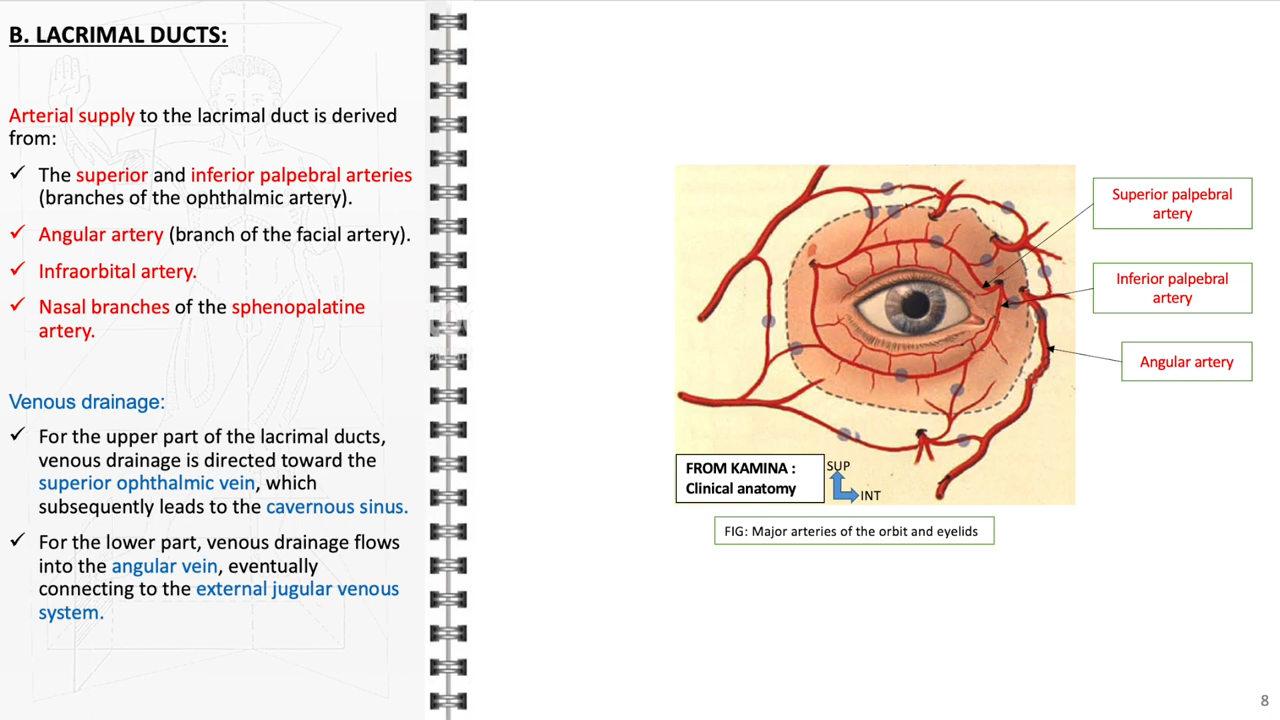 B. LACRIMAL DUCTS:
Arterial supply to the lacrimal duct is derived
from:
✓ The superior and inferior palpebral arteries
(branches of the ophthalmic artery).
✓ Angular artery (branch of the facial artery).
✓ Infraorbital artery.
✓ Nasal branches of the sphenopalatine
artery.
Venous drainage:
✓ For the upper part of the lacrimal ducts,
venous drainage is directed toward the
superior ophthalmic vein, which
subsequently leads to the cavernous sinus.
✓ For the lower part, venous drainage flows
into the angular vein, eventually
connecting to the external jugular venous
system.
Superior palpebral
artery
Inferior palpebral
artery
Angular artery
FROM KAMINA :
Clinical anatomy
SUP
INT
FIG: Major arteries of the orbit and eyelids
8